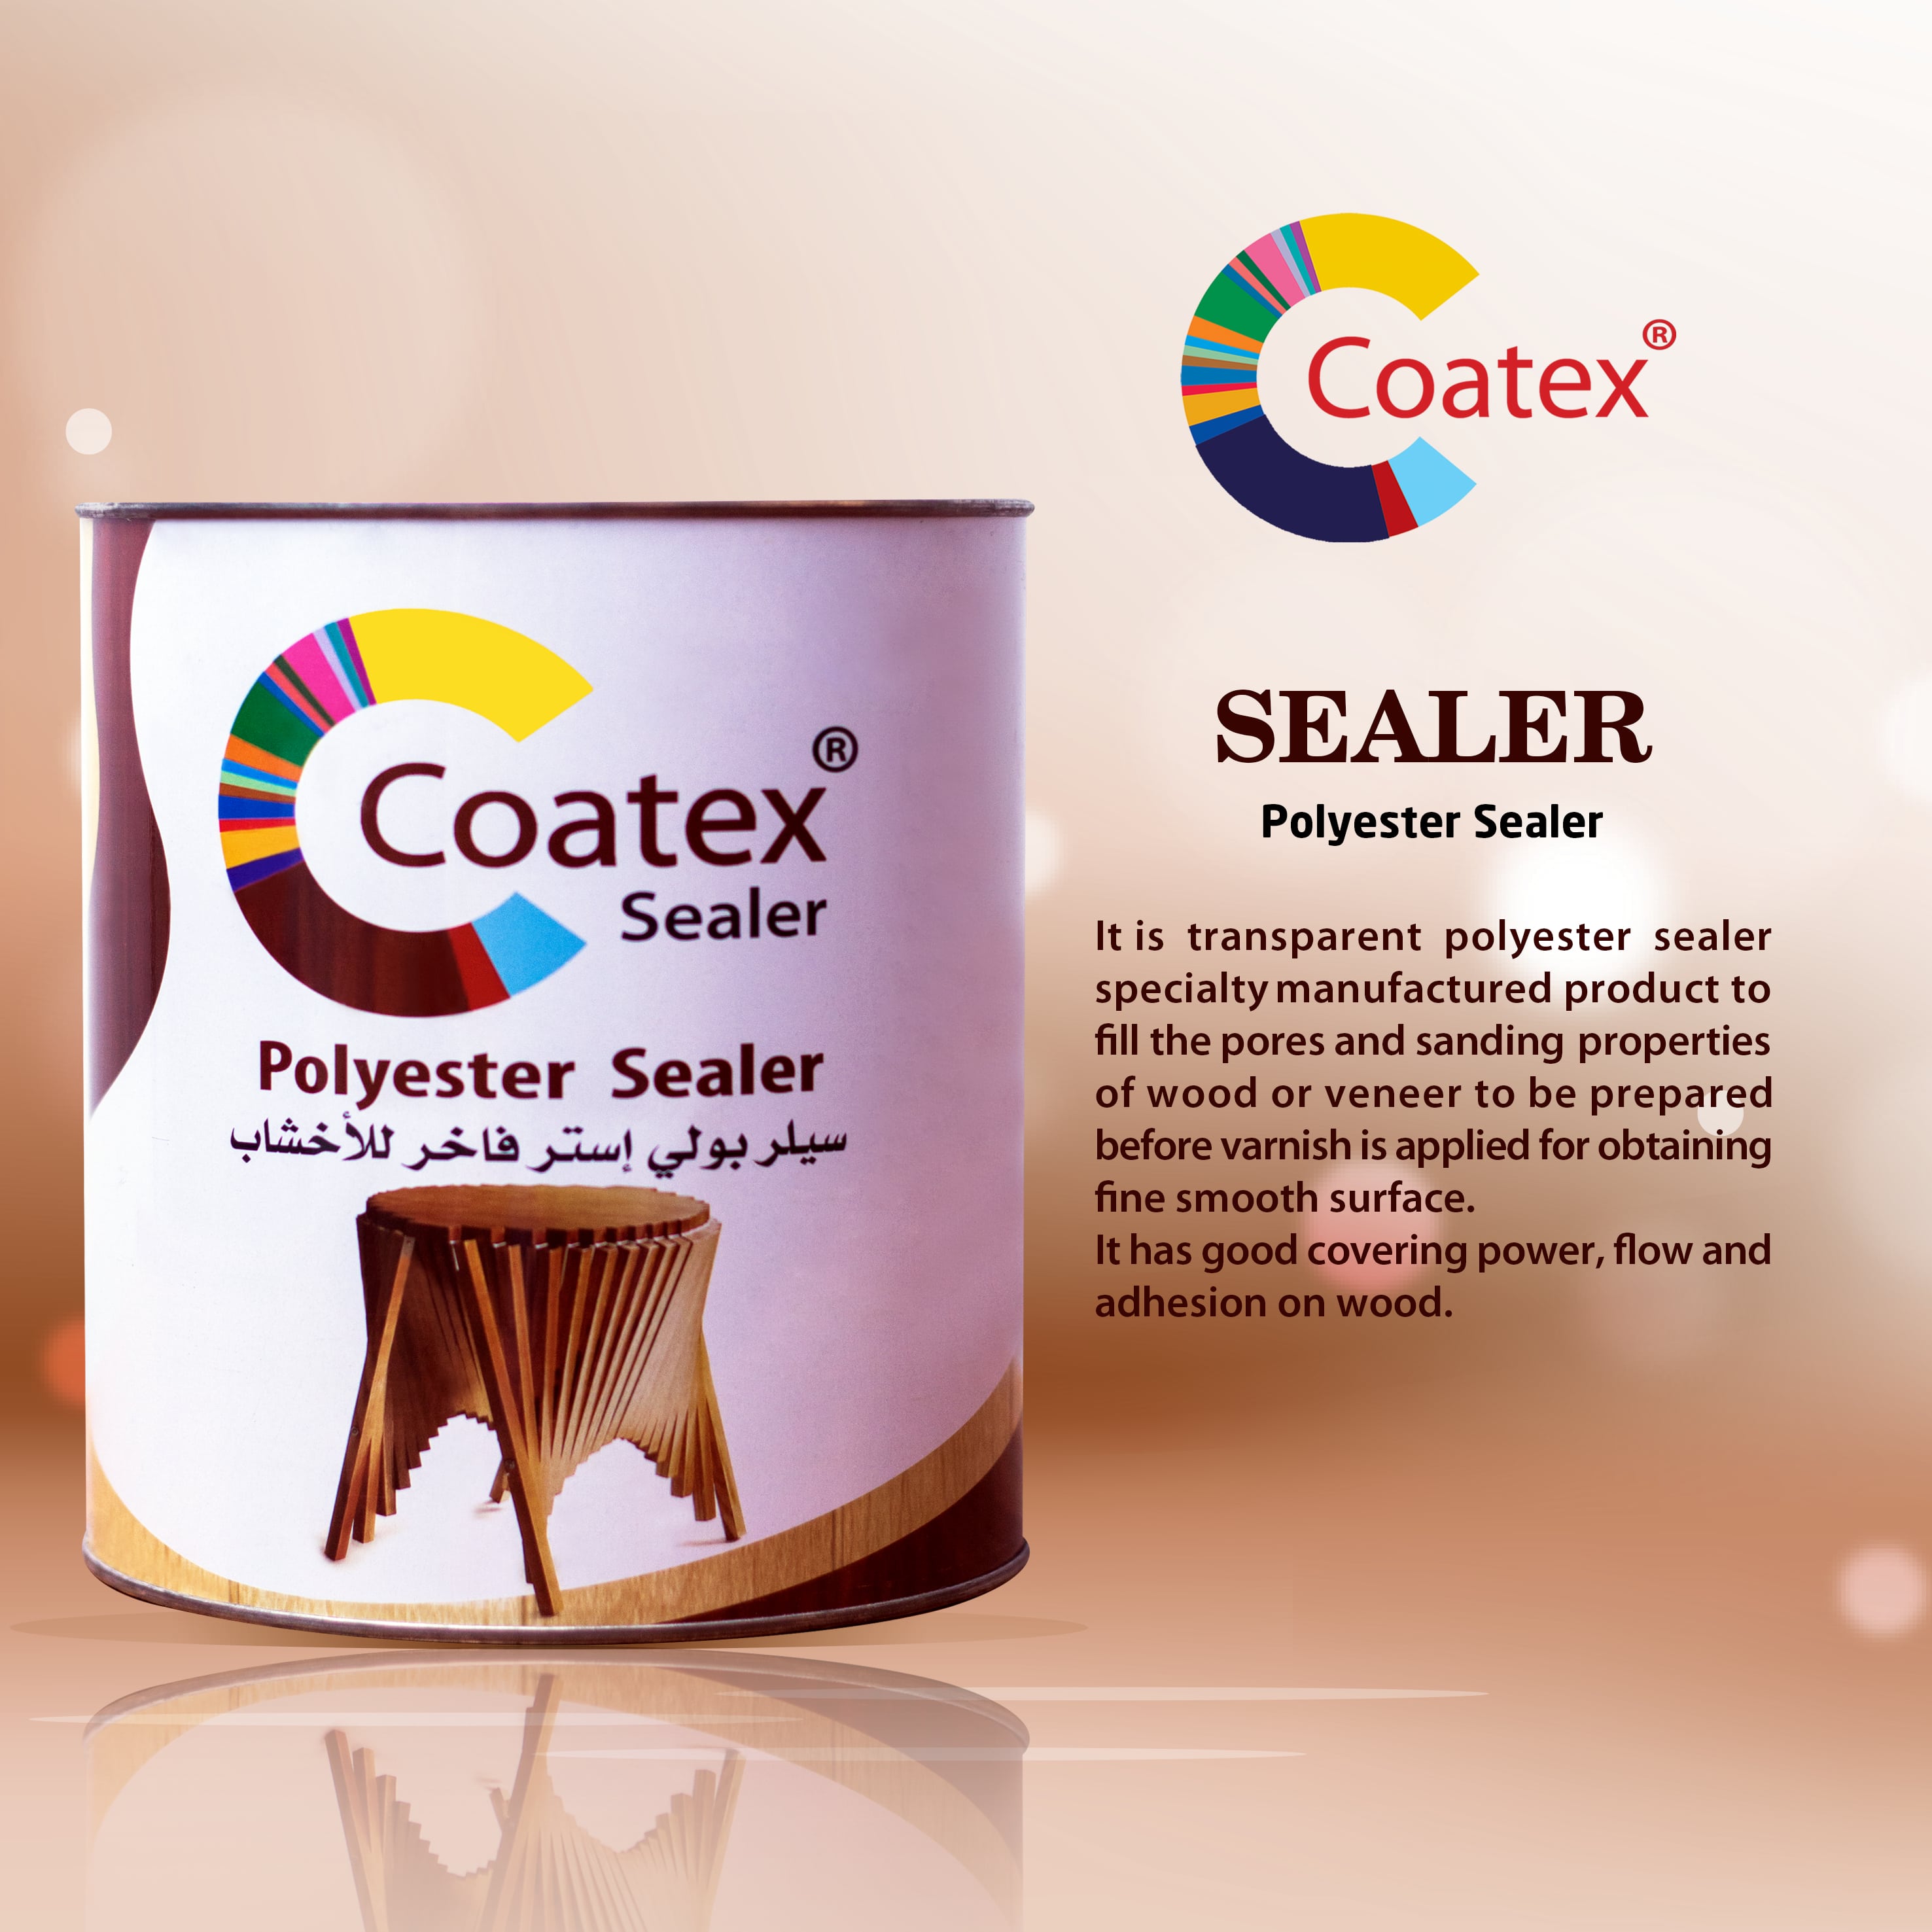 Coatex®
Sealer
Polyester Sealer
سيلر بولي إستر فاخر للأخشاب
Coatex®
SEALER
Polyester Sealer
It is transparent polyester sealer
specialty manufactured product to
fill the pores and sanding properties
of wood or veneer to be prepared
before varnish is applied for obtaining
fine smooth surface.
It has good covering power, flow and
adhesion on wood.